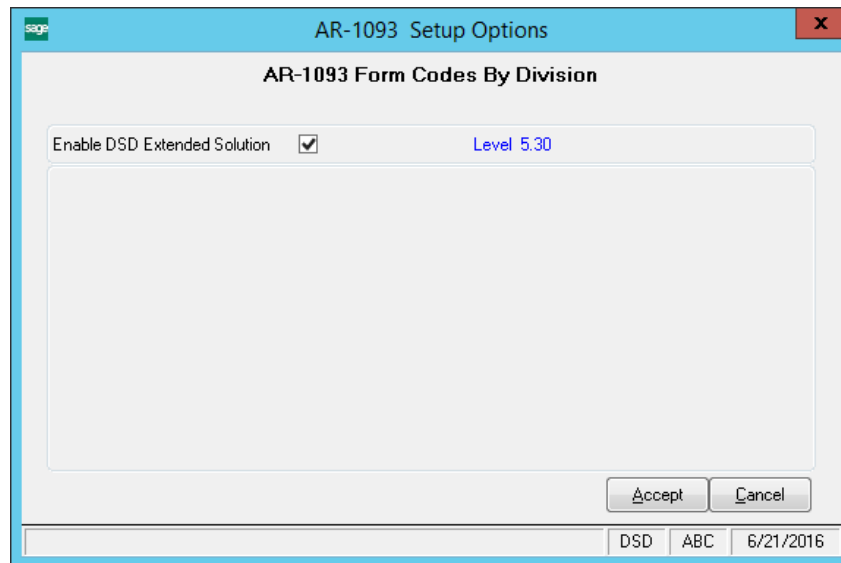 sage
AR-1093 Setup Options
x
AR-1093 Form Codes By Division
Enable DSD Extended Solution
Level 5.30
Accept
Cancel
DSD
ABC
6/21/2016